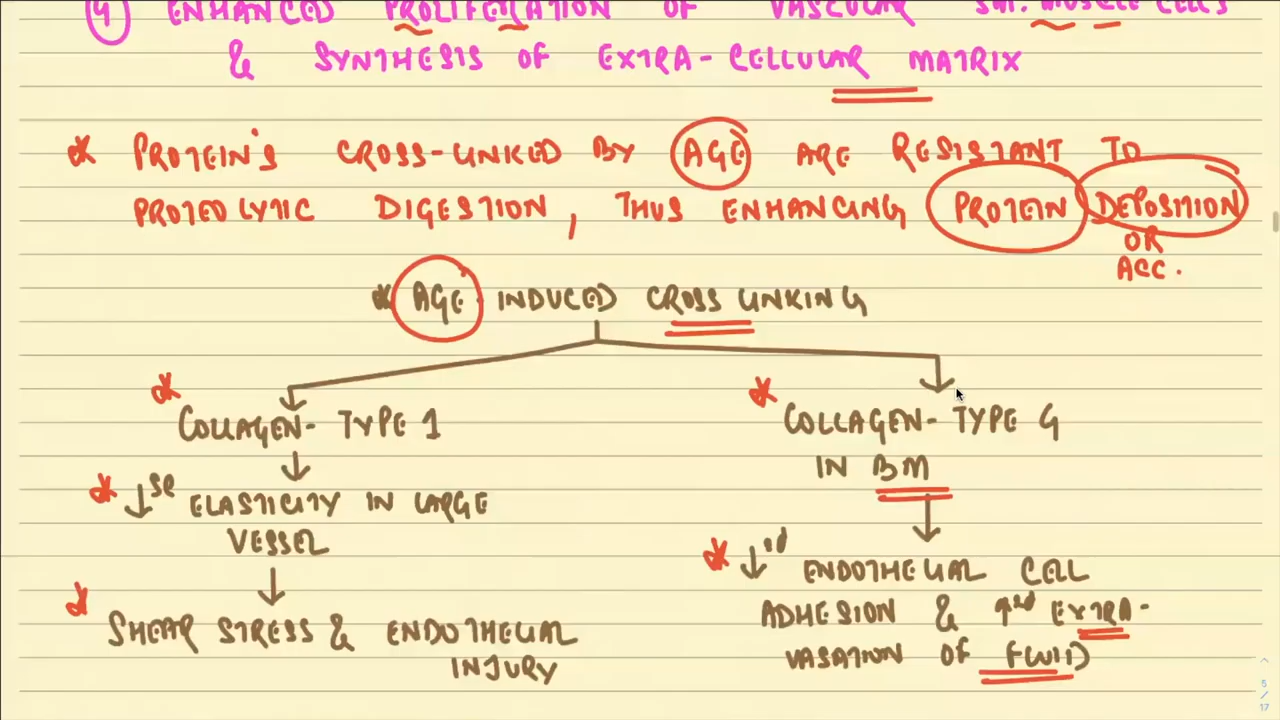 ④ ENHANCED PROLIFERATION OF VASCULAR SM. MUSCLE CELLS
& SYNTHESIS OF EXTRA-CELLULAR MATRIX
* PROTEIN'S CROSS-LINKED BY AGE ARE RESISTANT TO
PROTEOLYTIC DIGESTION, THUS ENHANCING PROTEIN DEPOSITION
OR
ACC.
* AGE INDUCED CROSS LINKING
* COLLAGEN- TYPE 1
↓
* ↓se ELASTICITY IN LARGE
VESSEL
↓
* SHEAR STRESS & ENDOTHELIAL
INJURY
* COLLAGEN- TYPE 4
IN BM
↓
* ↓ed ENDOTHELIAL CELL
ADHESION & ↑ed EXTRA-
VASATION OF FLUID
5
17